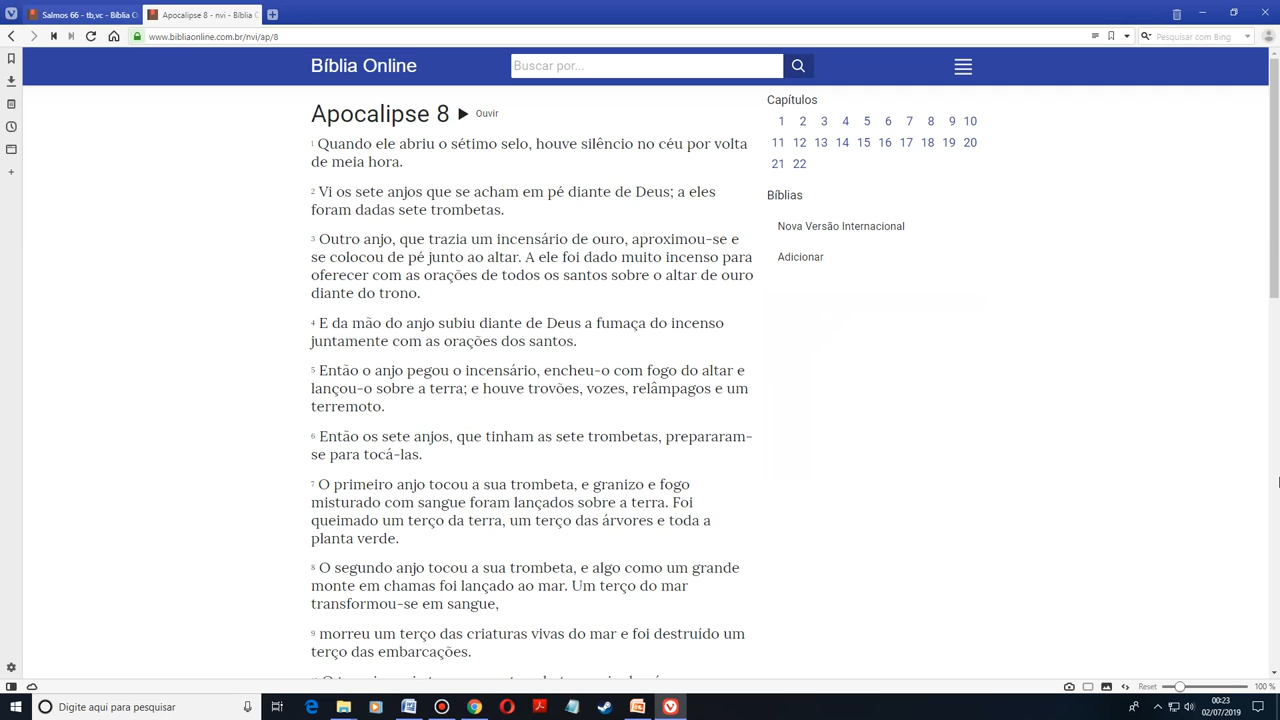 Salmos 66 - tb,vc - Bíblia O
Apocalipse 8 - nvi - Bíblia O
www.bibliaonline.com.br/nvi/ap/8
Pesquisar com Bing
Bíblia Online
Buscar por...
Apocalipse 8
Ouvir
1 Quando ele abriu o sétimo selo, houve silêncio no céu por volta
de meia hora.
2 Vi os sete anjos que se acham em pé diante de Deus; a eles
foram dadas sete trombetas.
3 Outro anjo, que trazia um incensário de ouro, aproximou-se e
se colocou de pé junto ao altar. A ele foi dado muito incenso para
oferecer com as orações de todos os santos sobre o altar de ouro
diante do trono.
4 E da mão do anjo subiu diante de Deus a fumaça do incenso
juntamente com as orações dos santos.
5 Então o anjo pegou o incensário, encheu-o com fogo do altar e
lançou-o sobre a terra; e houve trovões, vozes, relâmpagos e um
terremoto.
6 Então os sete anjos, que tinham as sete trombetas, prepararam-
se para tocá-las.
7 O primeiro anjo tocou a sua trombeta, e granizo e fogo
misturado com sangue foram lançados sobre a terra. Foi
queimado um terço da terra, um terço das árvores e toda a
planta verde.
8 O segundo anjo tocou a sua trombeta, e algo como um grande
monte em chamas foi lançado ao mar. Um terço do mar
transformou-se em sangue,
9 morreu um terço das criaturas vivas do mar e foi destruído um
terço das embarcações.
Capítulos
1 2 3 4 5 6 7 8 9 10
11 12 13 14 15 16 17 18 19 20
21 22
Bíblias
Nova Versão Internacional
Adicionar
Reset
100 %
Digite aqui para pesquisar
00:23
02/07/2019